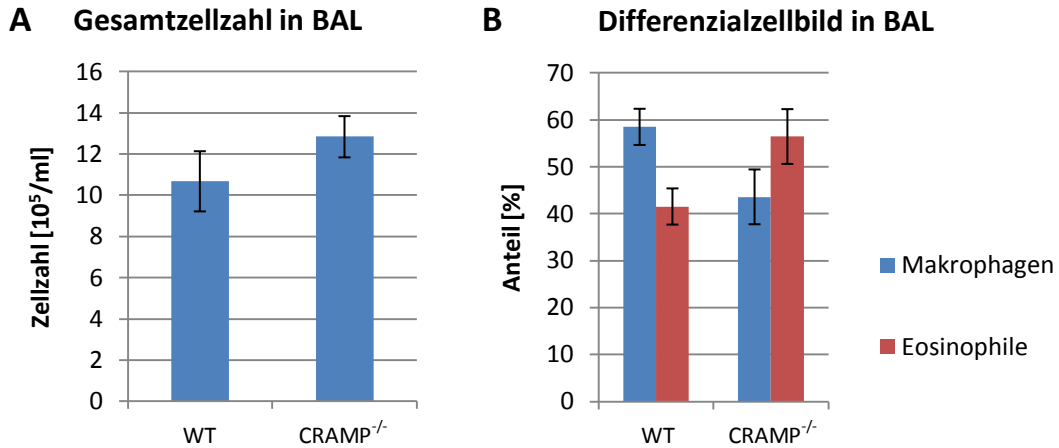 A Gesamtzellzahl in BAL
Zellzahl [10⁵/ml]
16
14
12
10
8
6
4
2
0
WT CRAMP⁻/⁻
B Differenzialzellbild in BAL
Anteil [%]
70
60
50
40
30
20
10
0
WT CRAMP⁻/⁻
Makrophagen
Eosinophile